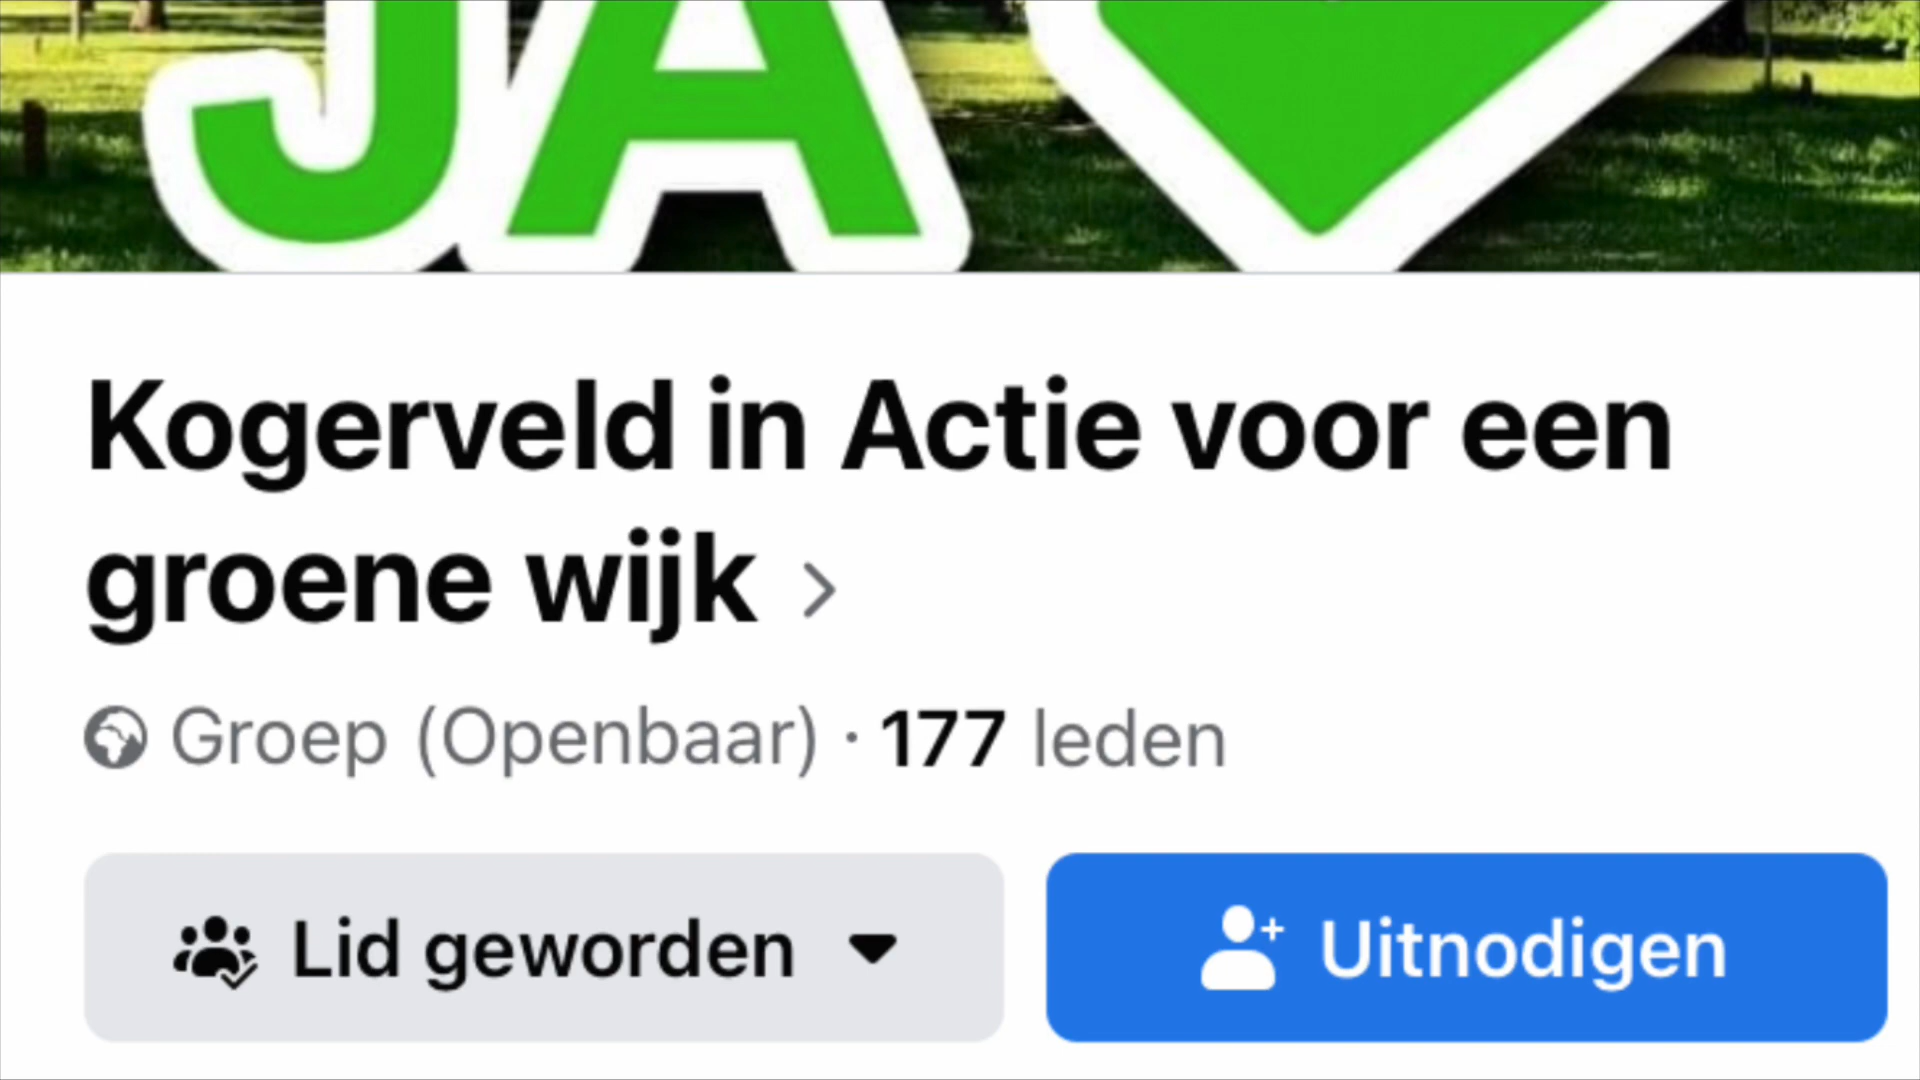 JA
Kogerveld in Actie voor een
groene wijk >
Groep (Openbaar) · 177 leden
Lid geworden
Uitnodigen